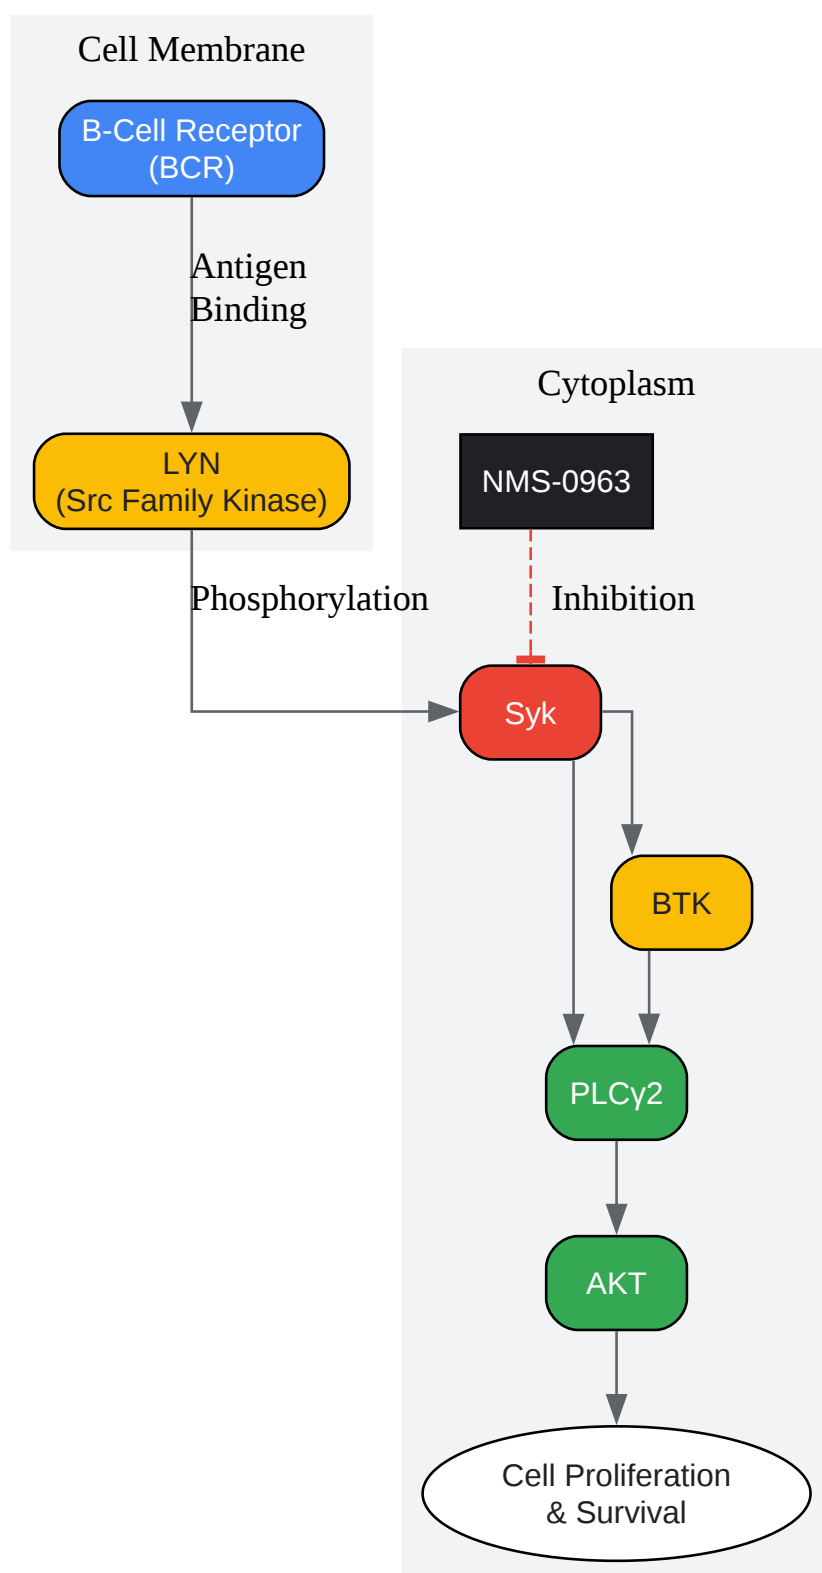 Cell Membrane
B-Cell Receptor
(BCR)
Antigen
Binding
LYN
(Src Family Kinase)
Phosphorylation
Cytoplasm
NMS-0963
Inhibition
Syk
BTK
PLCγ2
AKT
Cell Proliferation
& Survival